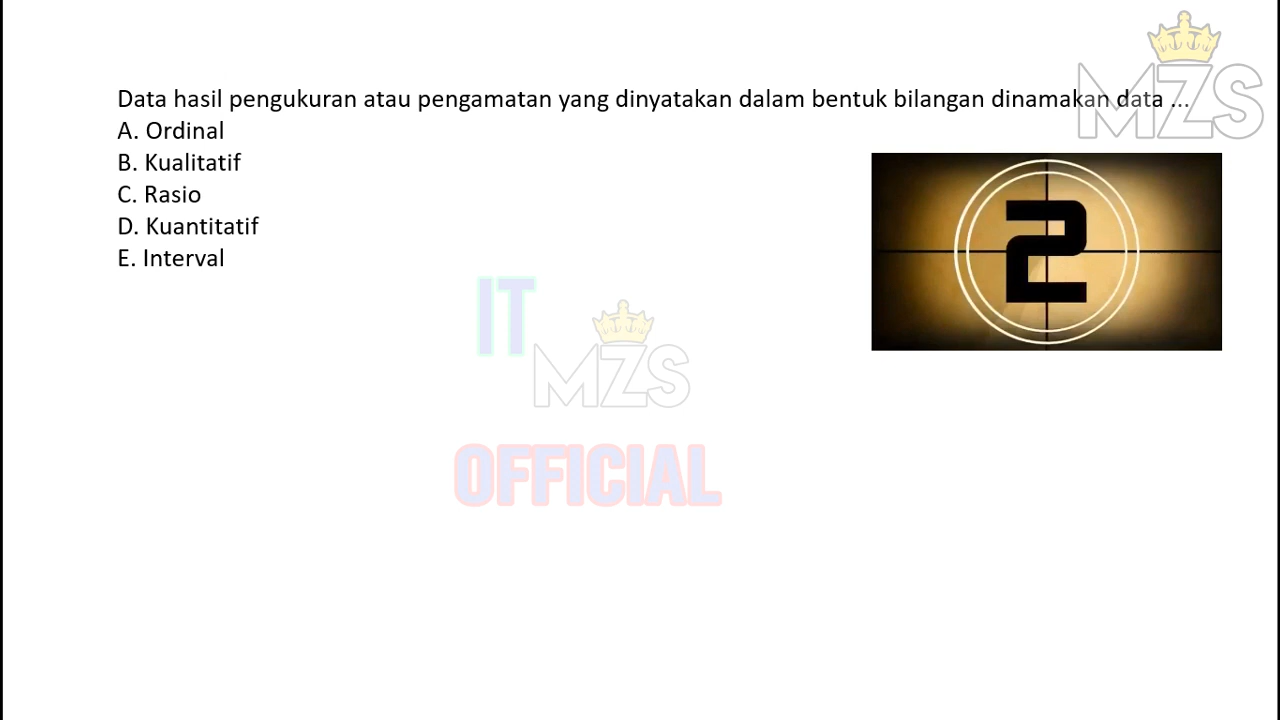 MZS
Data hasil pengukuran atau pengamatan yang dinyatakan dalam bentuk bilangan dinamakan data ...
A. Ordinal
B. Kualitatif
C. Rasio
D. Kuantitatif
E. Interval
2
IT
MZS
OFFICIAL